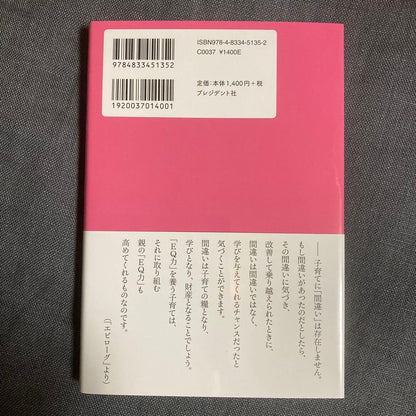 ISBN978-4-8334-5135-2
C0037 ¥1400E
9784833451352
定価:本体1,400円+税
プレジデント社
1920037014001
——子育てに「間違い」は存在しません。
もし間違いがあったのだとしたら、
その間違いに気づき、
改善して乗り越えられたときに、
間違いは間違いではなく、
学びを与えてくれるチャンスだったと
気づくことができます。
間違いは子育ての糧となり、
学びとなり、財産となることでしょう。
「EQ力」を養う子育ては、
それに取り組む
親の「EQ力」も
高めてくれるものなのです。
(「エピローグ」より)